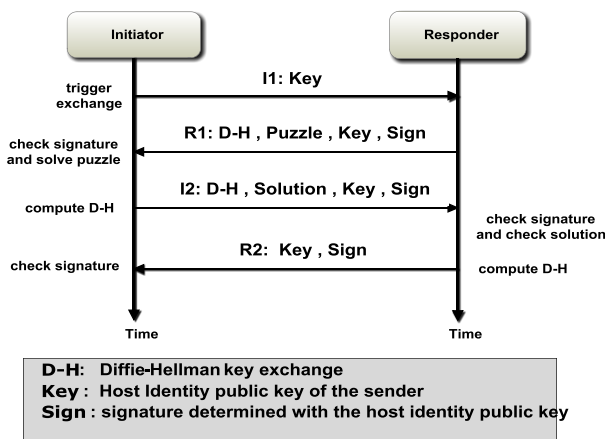 Initiator
Responder
I1: Key
trigger
exchange
R1: D-H , Puzzle , Key , Sign
check signature
and solve puzzle
I2: D-H , Solution , Key , Sign
compute D-H
check signature
and check solution
R2: Key , Sign
check signature
compute D-H
Time
Time
D-H: Diffie-Hellman key exchange
Key : Host Identity public key of the sender
Sign : signature determined with the host identity public key